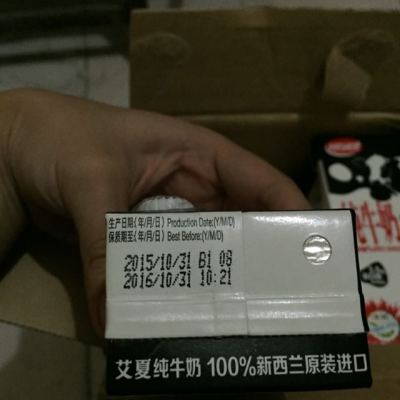 生产日期(年/月/日) Production Date:(Y/M/D)
保质期至(年/月/日) Best Before:(Y/M/D)
2015/10/31 B1 08
2016/10/31 10:21
艾夏纯牛奶 100%新西兰原装进口
纯牛奶